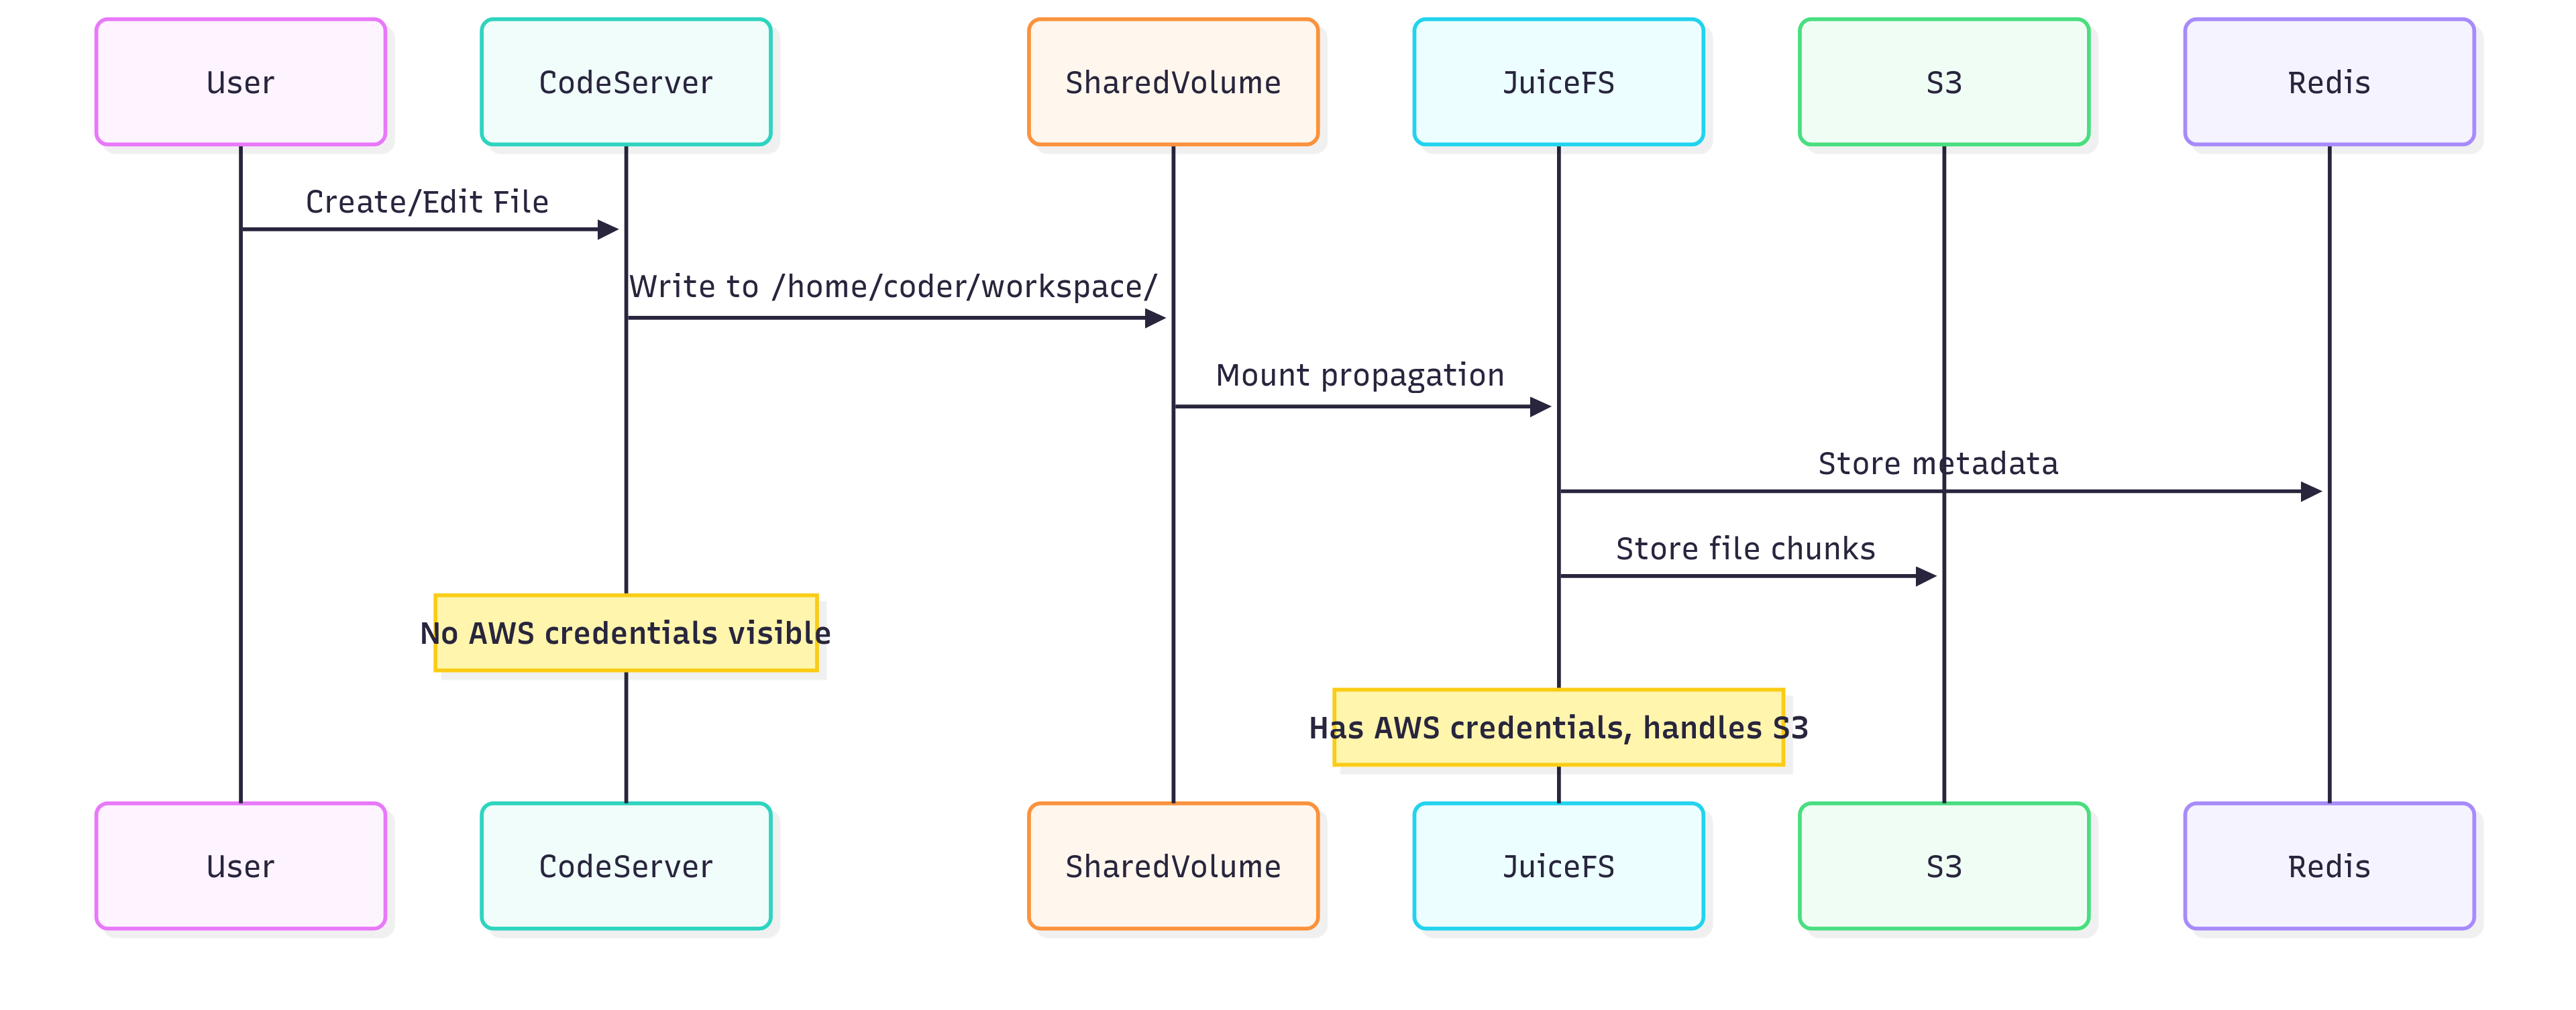 User
CodeServer
SharedVolume
JuiceFS
S3
Redis
Create/Edit File
Write to /home/coder/workspace/
Mount propagation
Store metadata
Store file chunks
No AWS credentials visible
Has AWS credentials, handles S3
User
CodeServer
SharedVolume
JuiceFS
S3
Redis